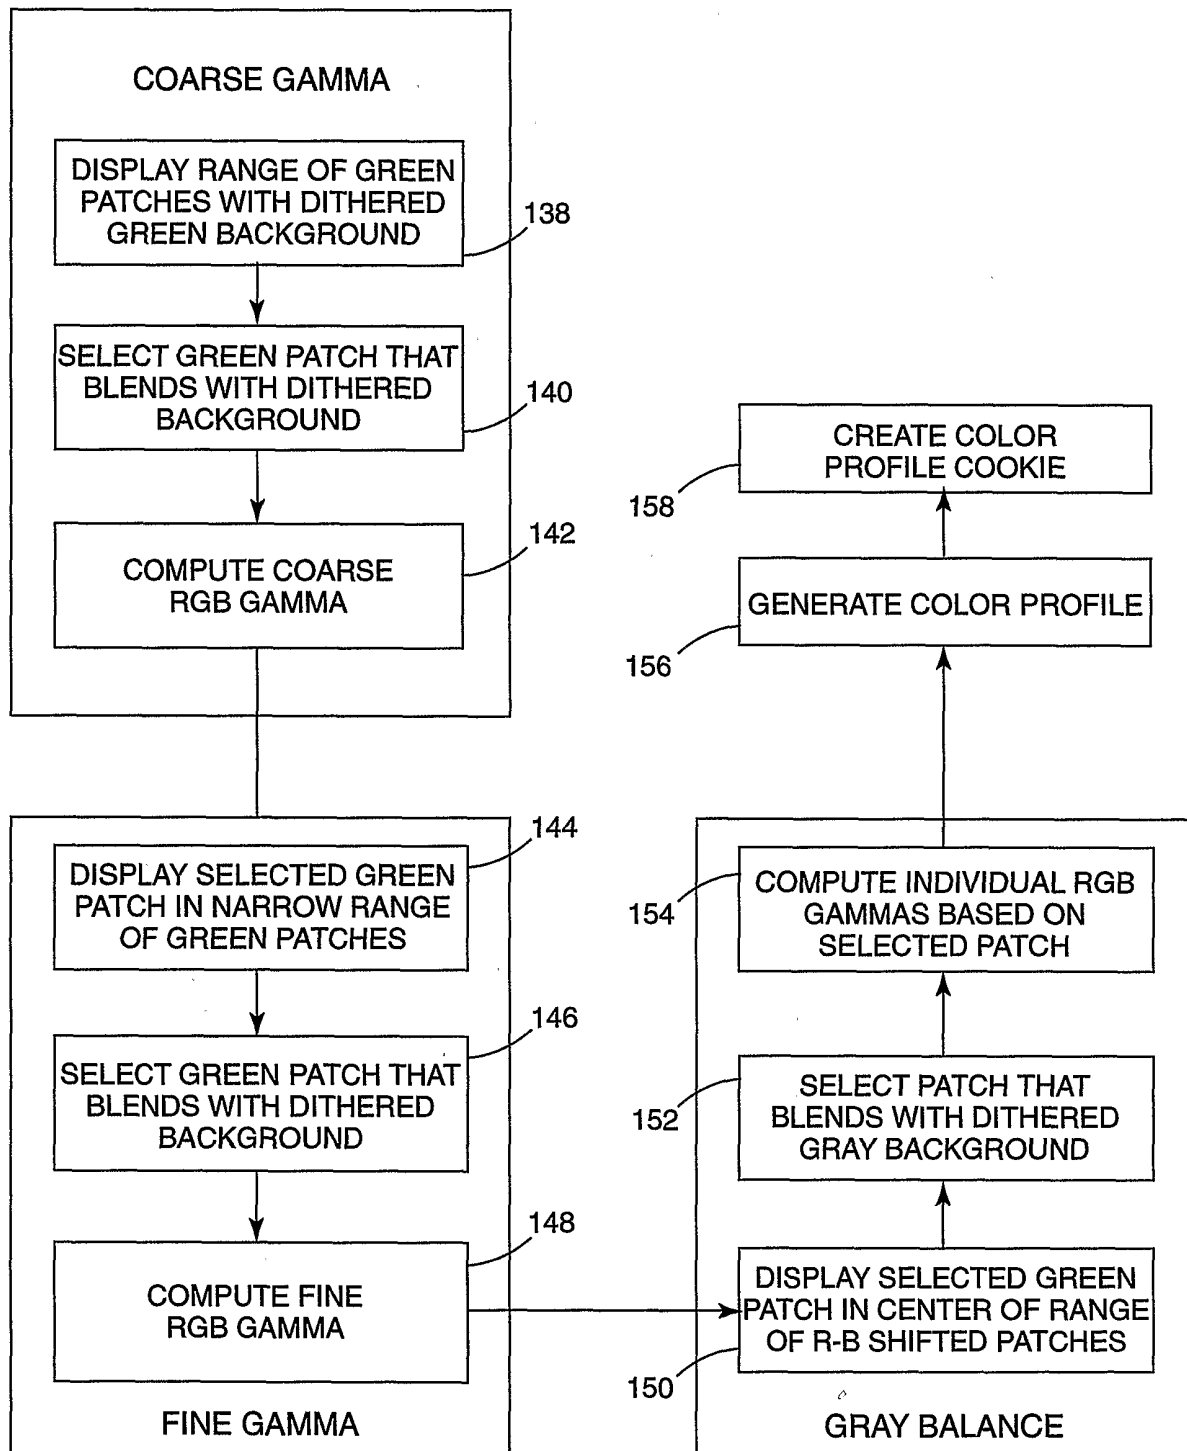 COARSE GAMMA
DISPLAY RANGE OF GREEN
PATCHES WITH DITHERED
GREEN BACKGROUND
138
SELECT GREEN PATCH THAT
BLENDS WITH DITHERED
BACKGROUND
140
COMPUTE COARSE
RGB GAMMA
142
144
DISPLAY SELECTED GREEN
PATCH IN NARROW RANGE
OF GREEN PATCHES
146
SELECT GREEN PATCH THAT
BLENDS WITH DITHERED
BACKGROUND
148
COMPUTE FINE
RGB GAMMA
FINE GAMMA
CREATE COLOR
PROFILE COOKIE
158
GENERATE COLOR PROFILE
156
COMPUTE INDIVIDUAL RGB
GAMMAS BASED ON
SELECTED PATCH
154
SELECT PATCH THAT
BLENDS WITH DITHERED
GRAY BACKGROUND
152
DISPLAY SELECTED GREEN
PATCH IN CENTER OF RANGE
OF R-B SHIFTED PATCHES
150
GRAY BALANCE